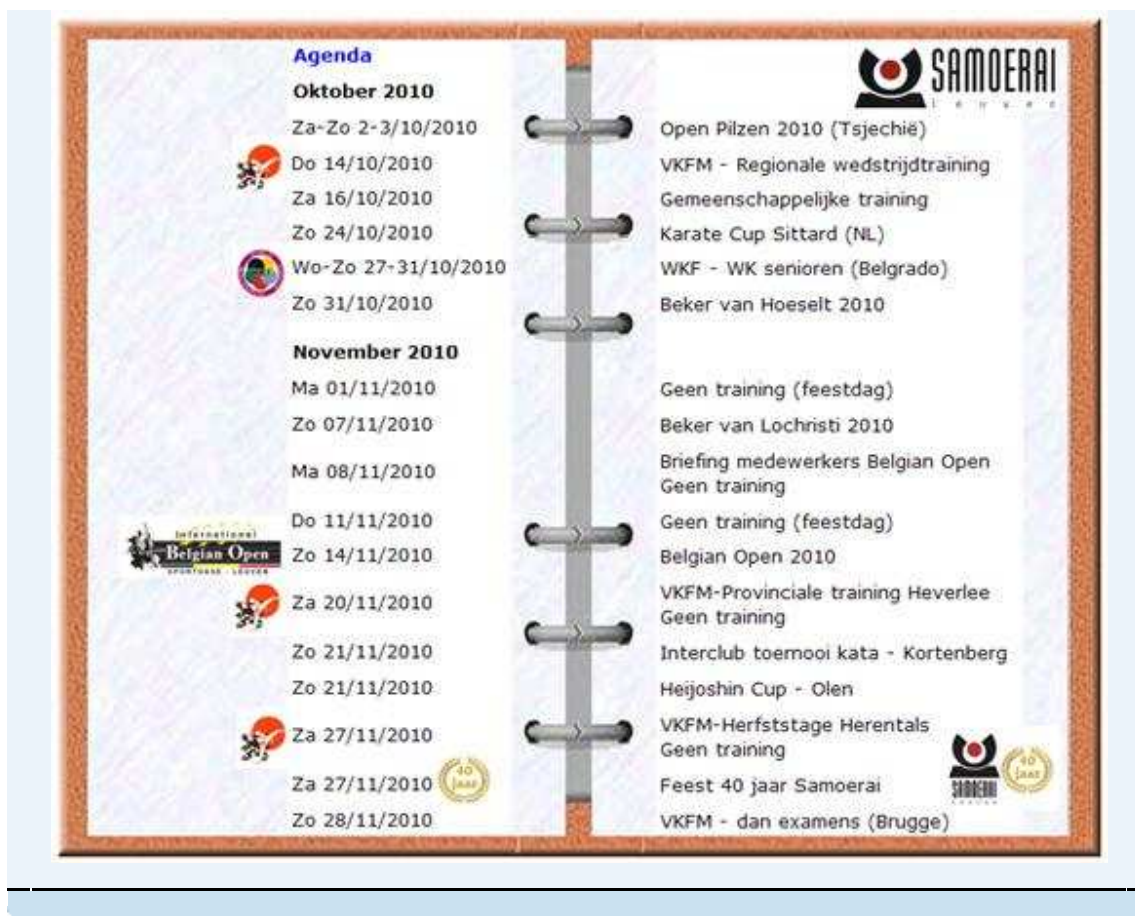 Agenda
SAMOERAI
Leuven
Oktober 2010
Za-Zo 2-3/10/2010 Open Pilzen 2010 (Tsjechië)
Do 14/10/2010 VKFM - Regionale wedstrijdtraining
Za 16/10/2010 Gemeenschappelijke training
Zo 24/10/2010 Karate Cup Sittard (NL)
Wo-Zo 27-31/10/2010 WKF - WK senioren (Belgrado)
Zo 31/10/2010 Beker van Hoeselt 2010
November 2010
Ma 01/11/2010 Geen training (feestdag)
Zo 07/11/2010 Beker van Lochristi 2010
Ma 08/11/2010 Briefing medewerkers Belgian Open
Geen training
Do 11/11/2010 Geen training (feestdag)
International
Belgian Open
SPORTOASE - LEUVEN
Zo 14/11/2010 Belgian Open 2010
Za 20/11/2010 VKFM-Provinciale training Heverlee
Geen training
Zo 21/11/2010 Interclub toernooi kata - Kortenberg
Zo 21/11/2010 Heijoshin Cup - Olen
Za 27/11/2010 VKFM-Herfststage Herentals
Geen training
Za 27/11/2010 40 jaar Feest 40 jaar Samoerai
SAMOERAI
40 jaar
Zo 28/11/2010 VKFM - dan examens (Brugge)